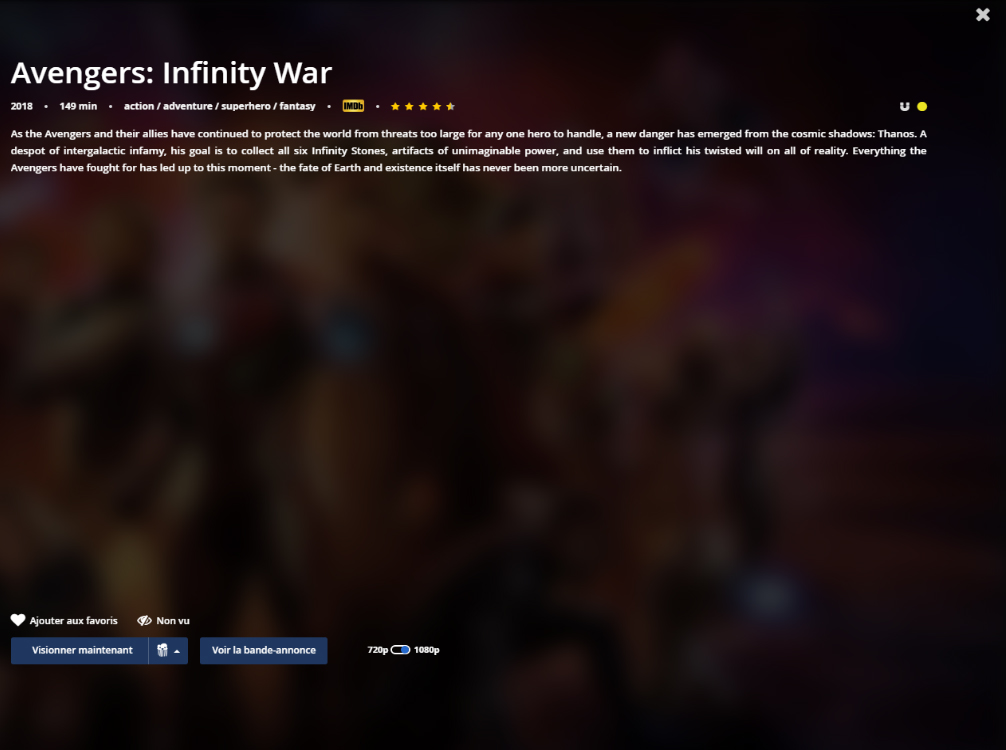 Avengers: Infinity War
2018 • 149 min • action / adventure / superhero / fantasy • IMDb •
As the Avengers and their allies have continued to protect the world from threats too large for any one hero to handle, a new danger has emerged from the cosmic shadows: Thanos. A
despot of intergalactic infamy, his goal is to collect all six Infinity Stones, artifacts of unimaginable power, and use them to inflict his twisted will on all of reality. Everything the
Avengers have fought for has led up to this moment - the fate of Earth and existence itself has never been more uncertain.
Ajouter aux favoris Non vu
Visionner maintenant Voir la bande-annonce 720p 1080p